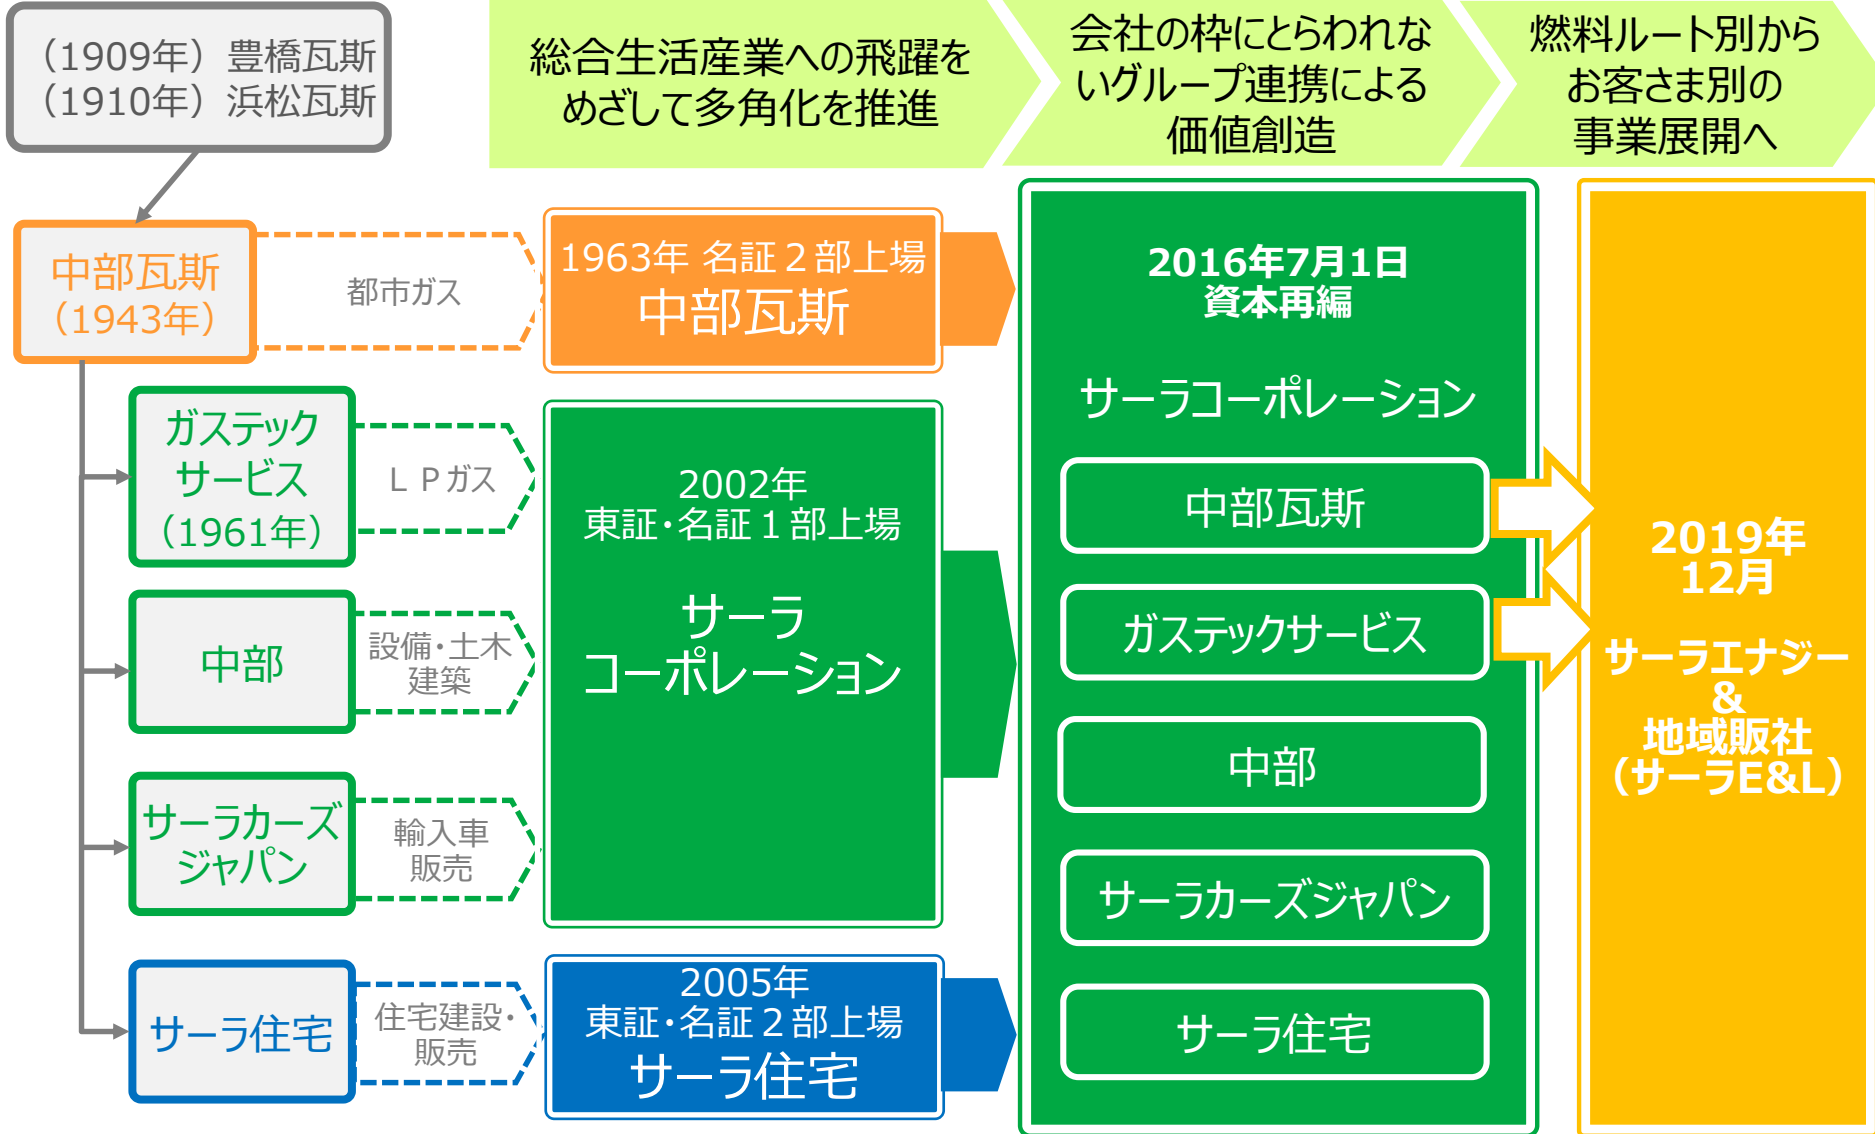 （1909年）豊橋瓦斯
（1910年）浜松瓦斯
総合生活産業への飛躍を
めざして多角化を推進
会社の枠にとらわれな
いグループ連携による
価値創造
燃料ルート別から
お客さま別の
事業展開へ
中部瓦斯
（1943年）
都市ガス
1963年 名証２部上場
中部瓦斯
ガステック
サービス
（1961年）
ＬＰガス
中部
設備・土木
建築
サーラカーズ
ジャパン
輸入車
販売
2002年
東証・名証１部上場
サーラ
コーポレーション
サーラ住宅
住宅建設・
販売
2005年
東証・名証２部上場
サーラ住宅
2016年7月1日
資本再編
サーラコーポレーション
中部瓦斯
ガステックサービス
中部
サーラカーズジャパン
サーラ住宅
2019年
12月
サーラエナジー
&
地域販社
（サーラE&L）